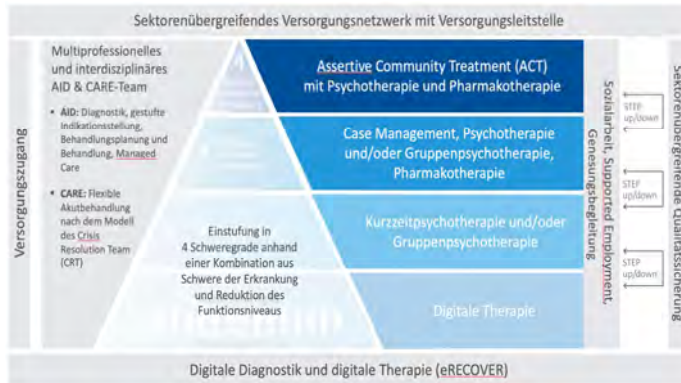 Sektorenübergreifendes Versorgungsnetzwerk mit Versorgungsleitstelle
Versorgungszugang
Multiprofessionelles
und interdisziplinäres
AID & CARE-Team
• AID: Diagnostik, gestufte
Indikationsstellung,
Behandlungsplanung und
Behandlung, Managed
Care
• CARE: Flexible
Akutbehandlung
nach dem Modell
des Crisis
Resolution Team
(CRT)
Einstufung in
4 Schweregrade anhand
einer Kombination aus
Schwere der Erkrankung
und Reduktion des
Funktionsniveaus
Assertive Community Treatment (ACT)
mit Psychotherapie und Pharmakotherapie
Case Management, Psychotherapie
und/oder Gruppenpsychotherapie,
Pharmakotherapie
Kurzzeitpsychotherapie und/oder
Gruppenpsychotherapie
Digitale Therapie
Sozialarbeit, Supported Employment,
Genesungsbegleitung
STEP
up/down
STEP
up/down
STEP
up/down
Sektorenübergreifende Qualitätssicherung
Digitale Diagnostik und digitale Therapie (eRECOVER)